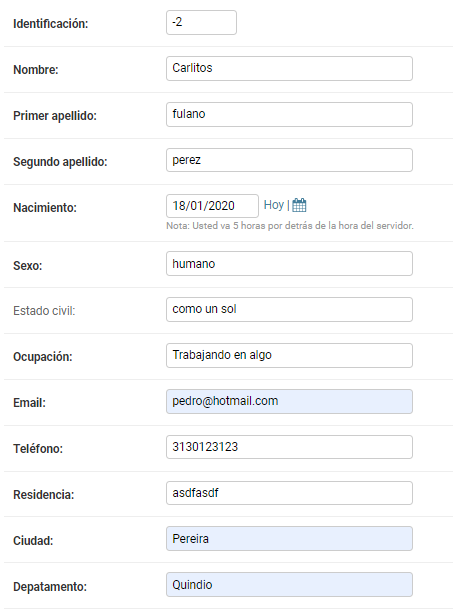 Identificación: -2
Nombre: Carlitos
Primer apellido: fulano
Segundo apellido: perez
Nacimiento: 18/01/2020 Hoy |
Nota: Usted va 5 horas por detrás de la hora del servidor.
Sexo: humano
Estado civil: como un sol
Ocupación: Trabajando en algo
Email: pedro@hotmail.com
Teléfono: 3130123123
Residencia: asdfasdf
Ciudad: Pereira
Depatamento: Quindio